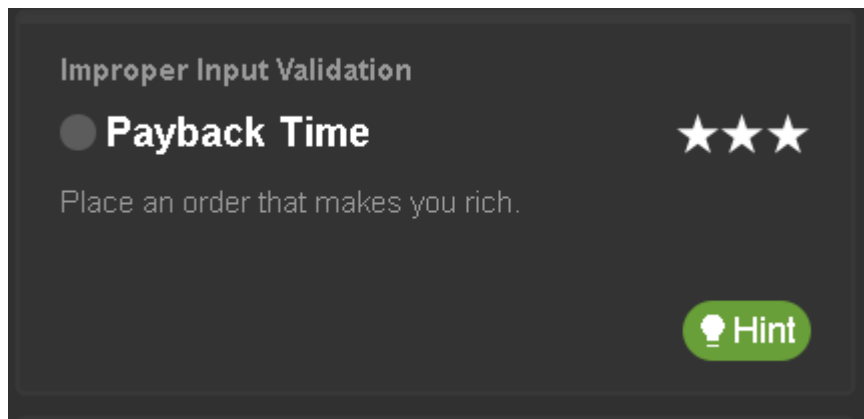 Improper Input Validation
Payback Time
Place an order that makes you rich.
Hint